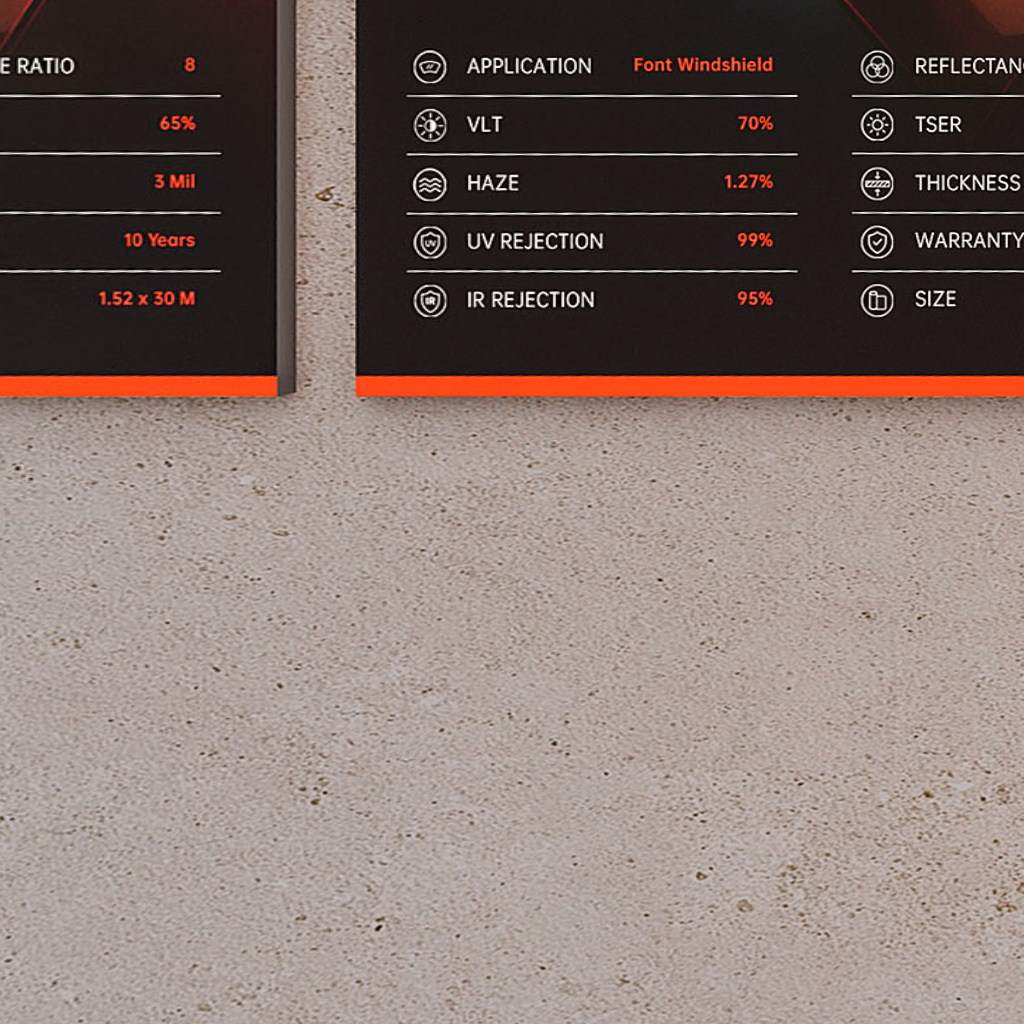 E RATIO 8
65%
3 Mil
10 Years
1.52 x 30 M
APPLICATION Font Windshield
VLT 70%
HAZE 1.27%
UV REJECTION 99%
IR REJECTION 95%
REFLECTAN
TSER
THICKNESS
WARRANTY
SIZE